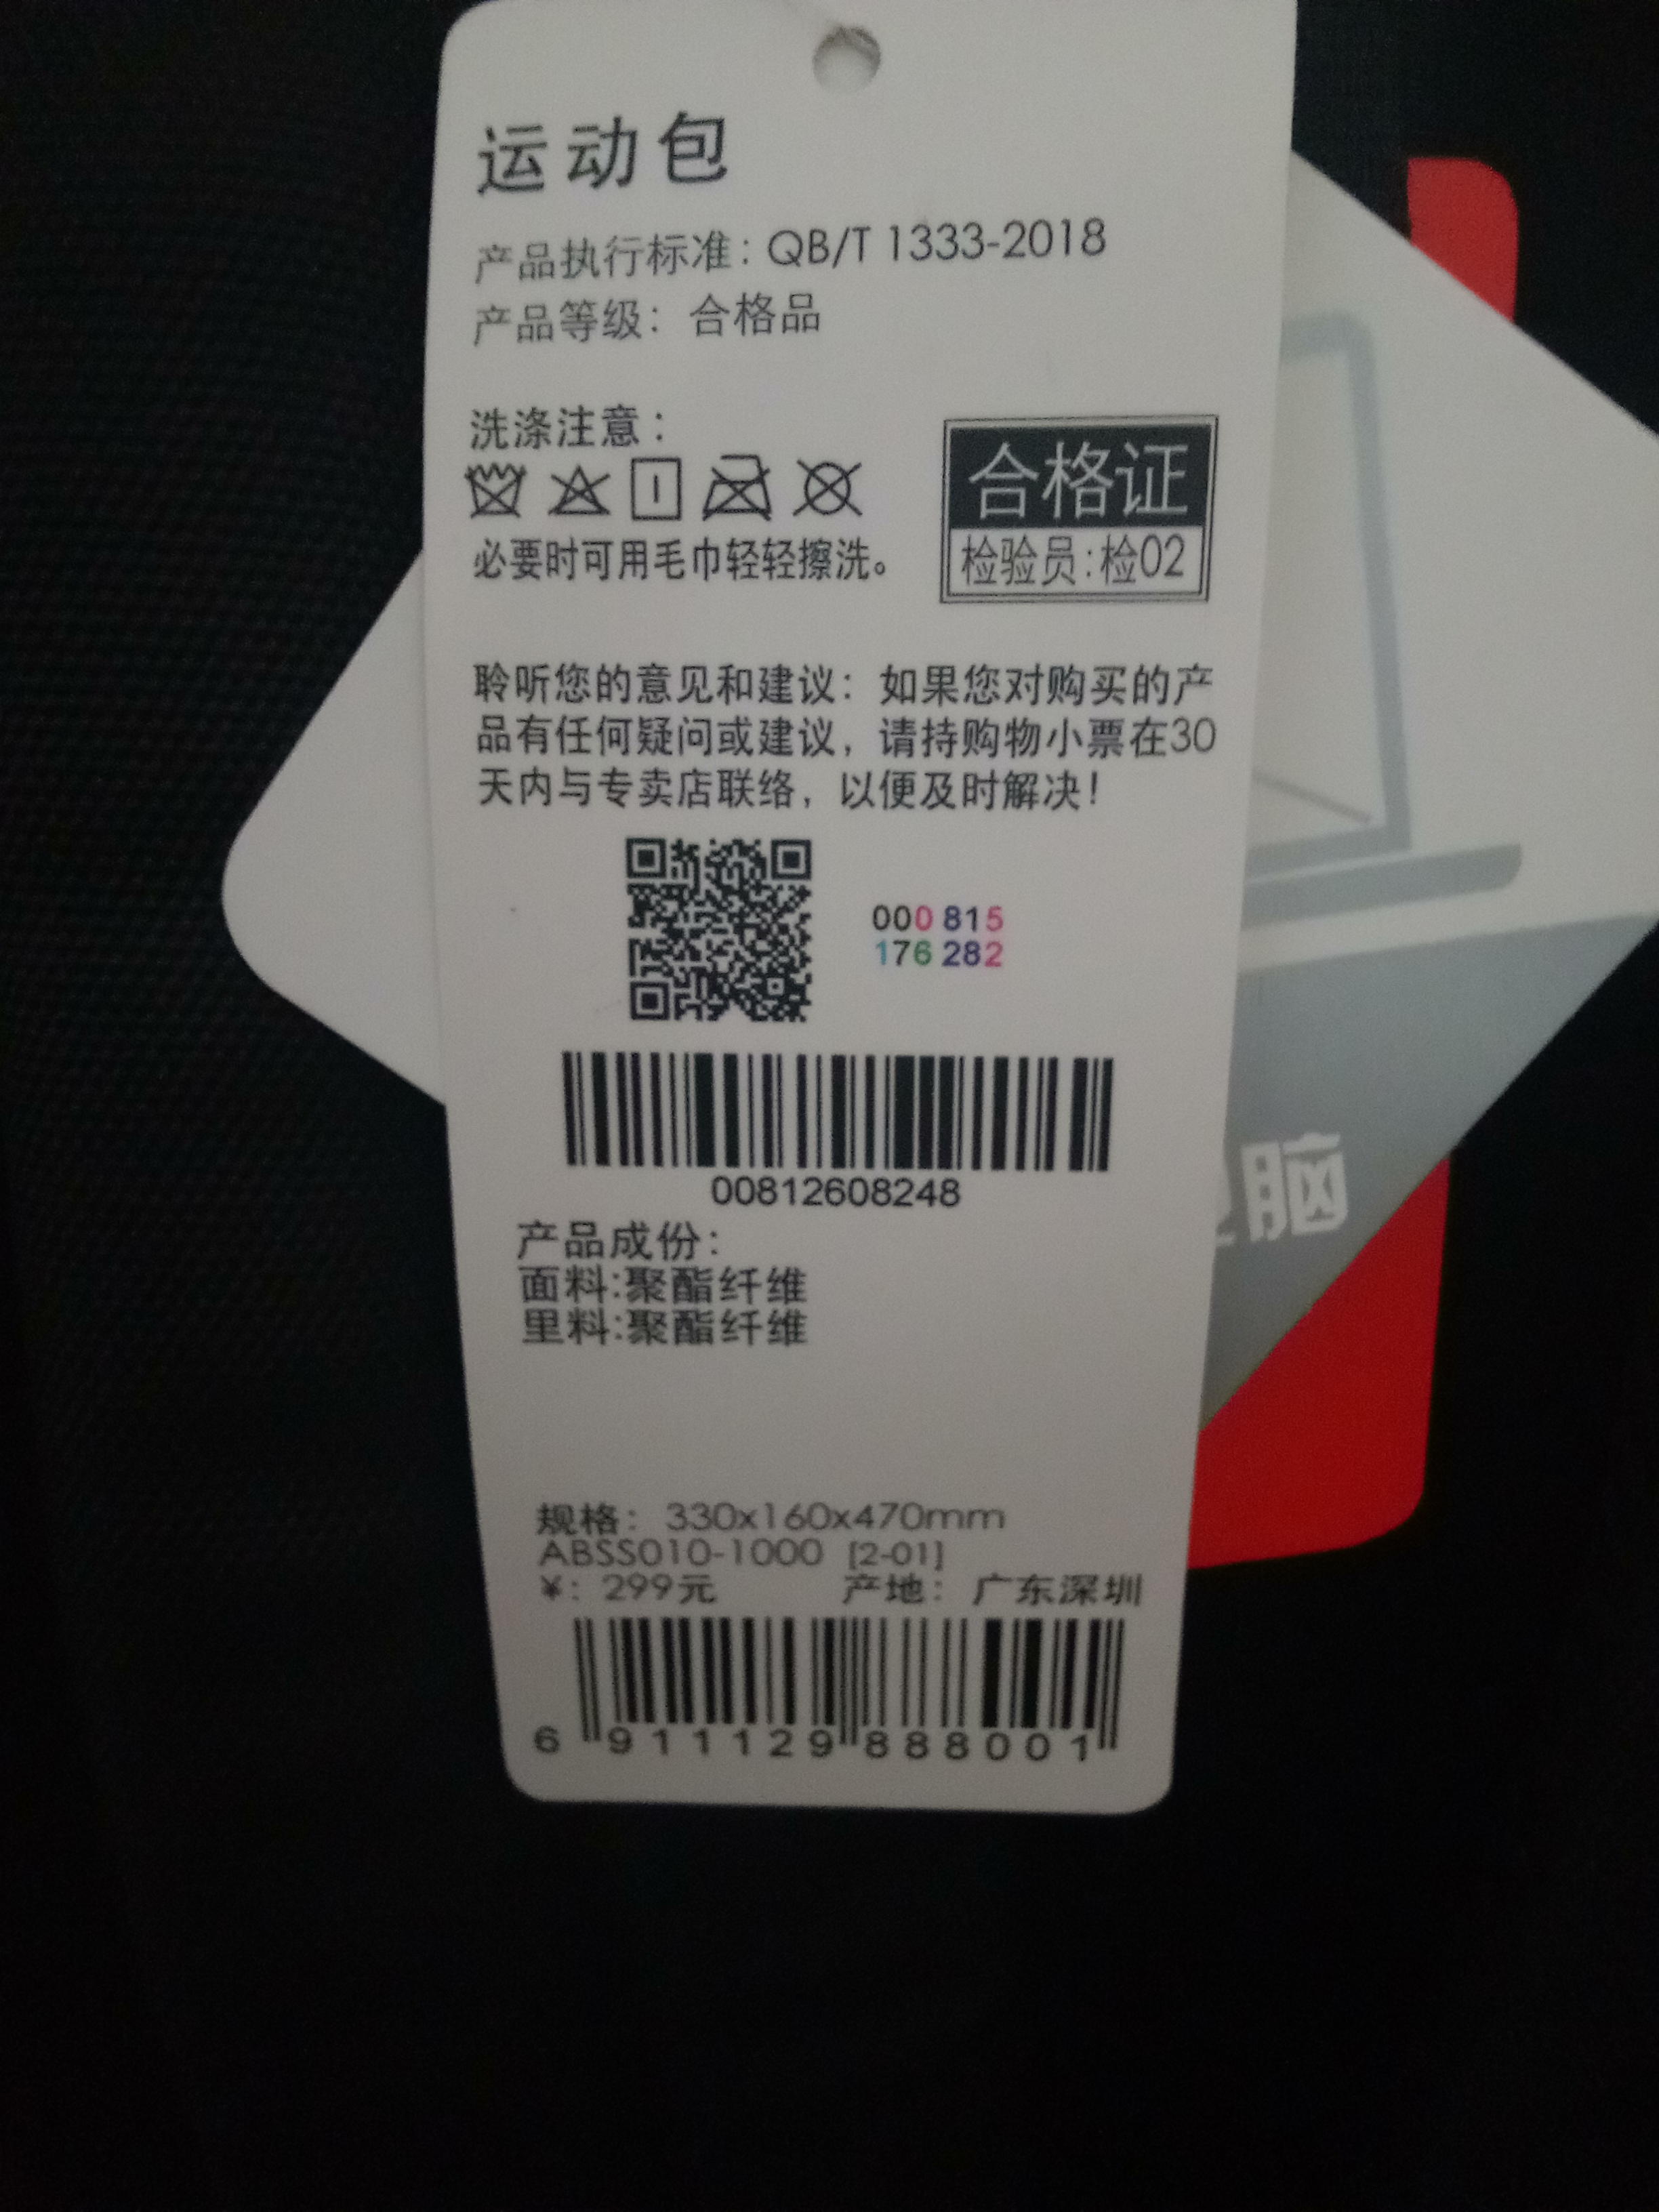 运动包
产品执行标准：QB/T 1333-2018
产品等级：合格品
洗涤注意：
必要时可用毛巾轻轻擦洗。
合格证
检验员:检02
聆听您的意见和建议：如果您对购买的产
品有任何疑问或建议，请持购物小票在30
天内与专卖店联络，以便及时解决！
000 815
176 282
00812608248
产品成份：
面料:聚酯纤维
里料:聚酯纤维
规格：330x160x470mm
ABSS010-1000 [2-01]
¥：299元 产地：广东深圳
6 911129 888001
脑